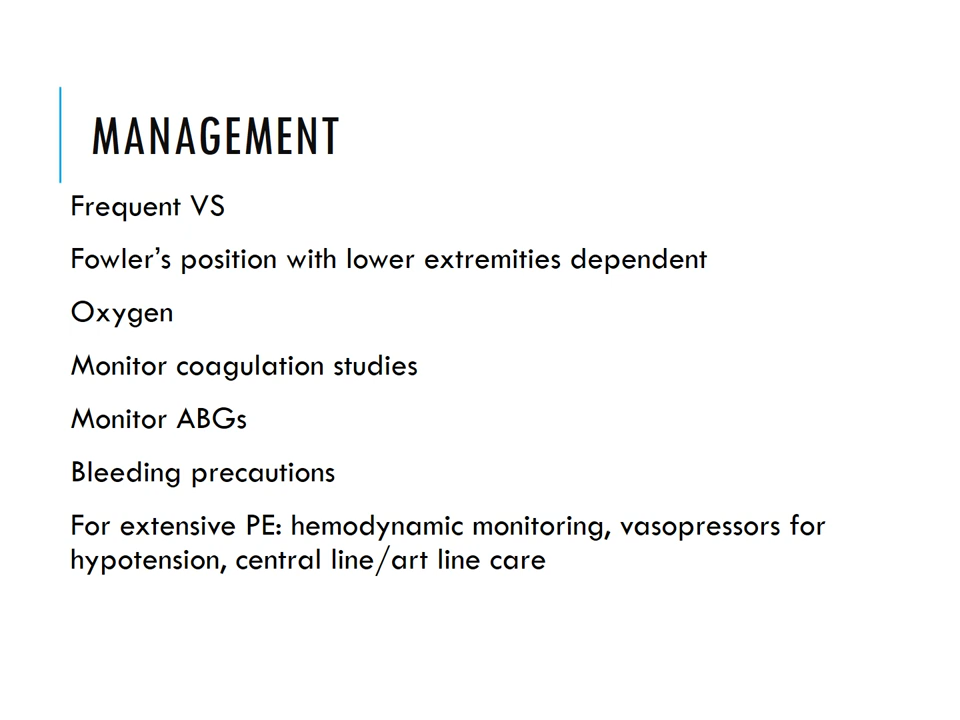 MANAGEMENT
Frequent VS
Fowler’s position with lower extremities dependent
Oxygen
Monitor coagulation studies
Monitor ABGs
Bleeding precautions
For extensive PE: hemodynamic monitoring, vasopressors for
hypotension, central line/art line care